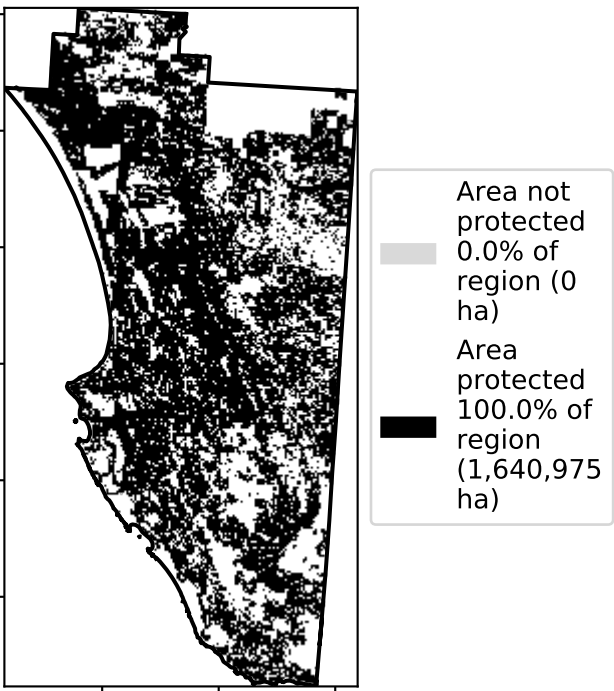 Area not
protected
0.0% of
region (0
ha)
Area
protected
100.0% of
region
(1,640,975
ha)